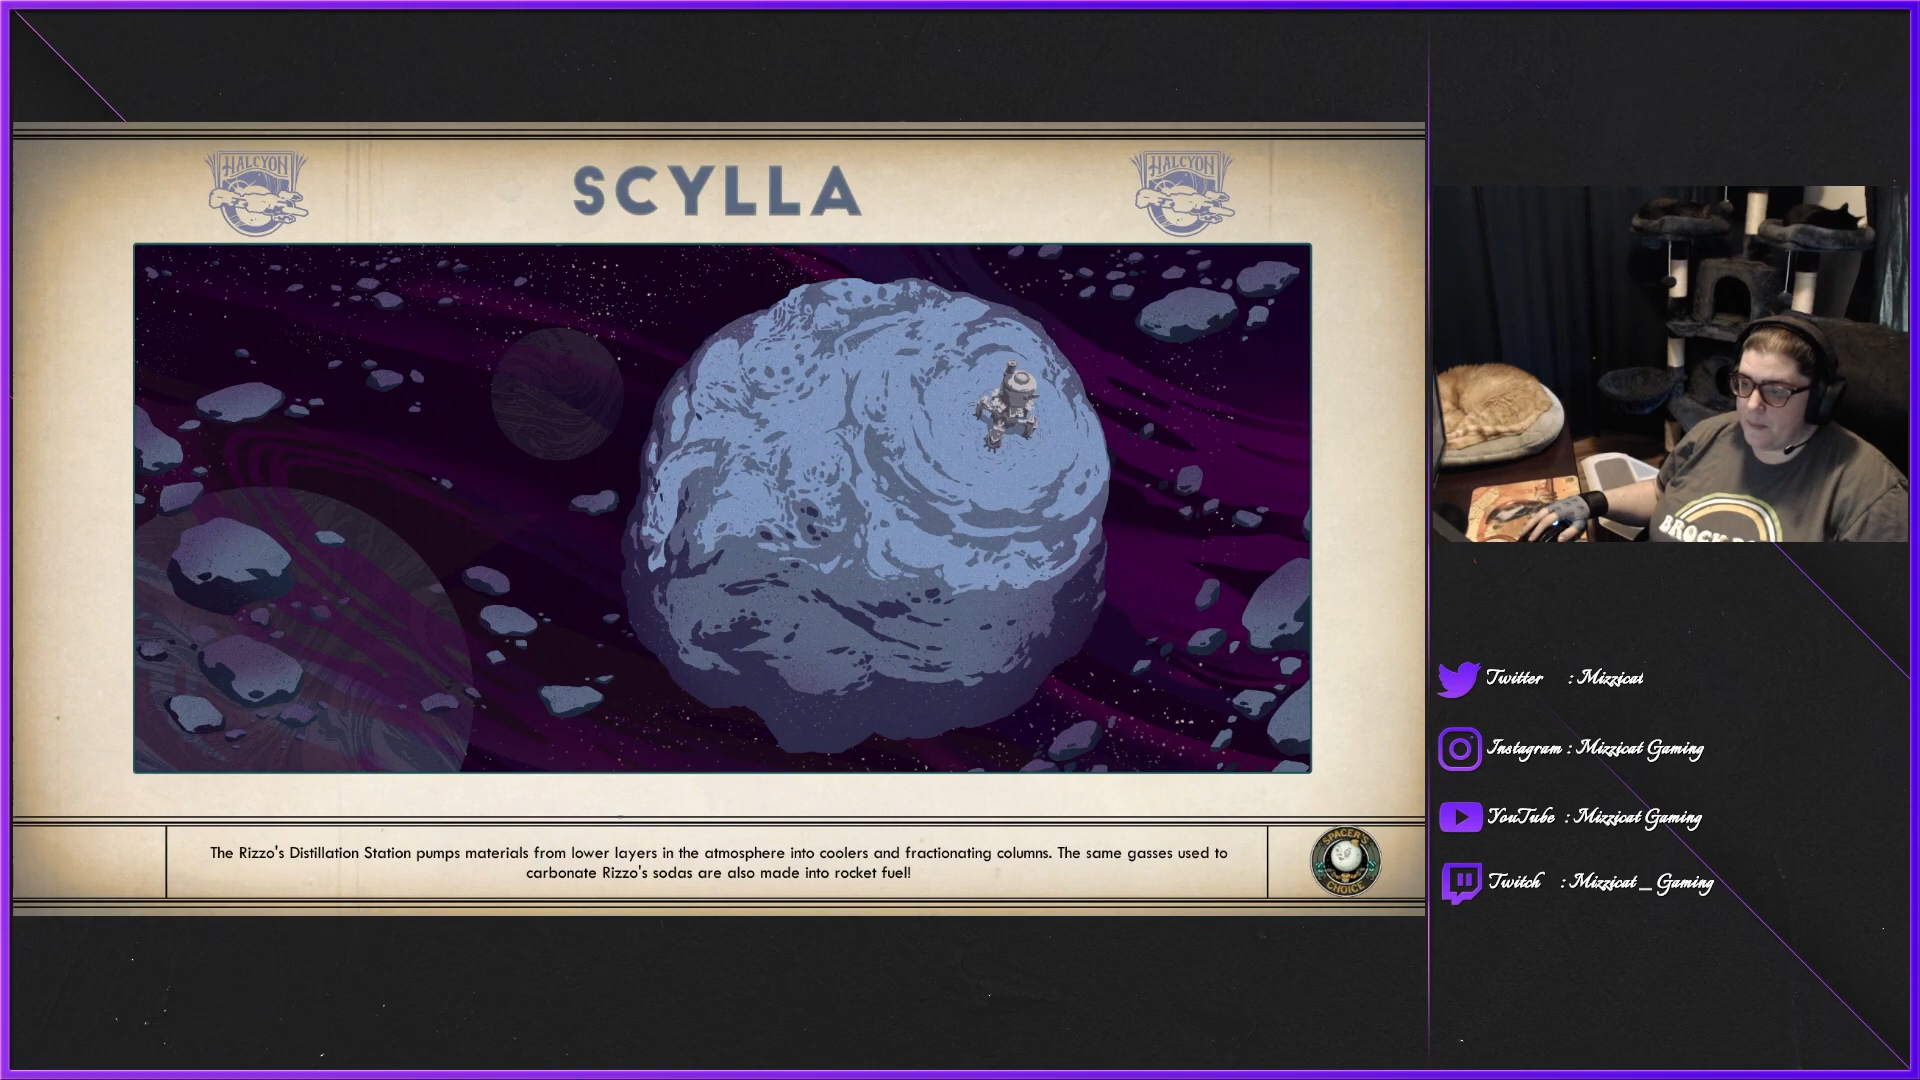 HALCYON
SCYLLA
HALCYON
The Rizzo's Distillation Station pumps materials from lower layers in the atmosphere into coolers and fractionating columns. The same gasses used to
carbonate Rizzo's sodas are also made into rocket fuel!
SPACER'S
CHOICE
Twitter : Mizzicat
Instagram : Mizzicat Gaming
YouTube : Mizzicat Gaming
Twitch : Mizzicat_Gaming